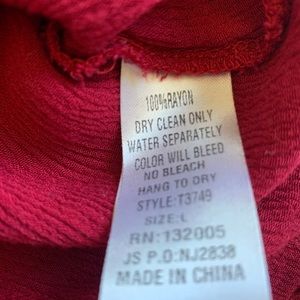 100%RAYON
DRY CLEAN ONLY
WATER SEPARATELY
COLOR WILL BLEED
NO BLEACH
HANG TO DRY
STYLE:T3749
SIZE:L
RN:132005
JS P.O:NJ2838
MADE IN CHINA